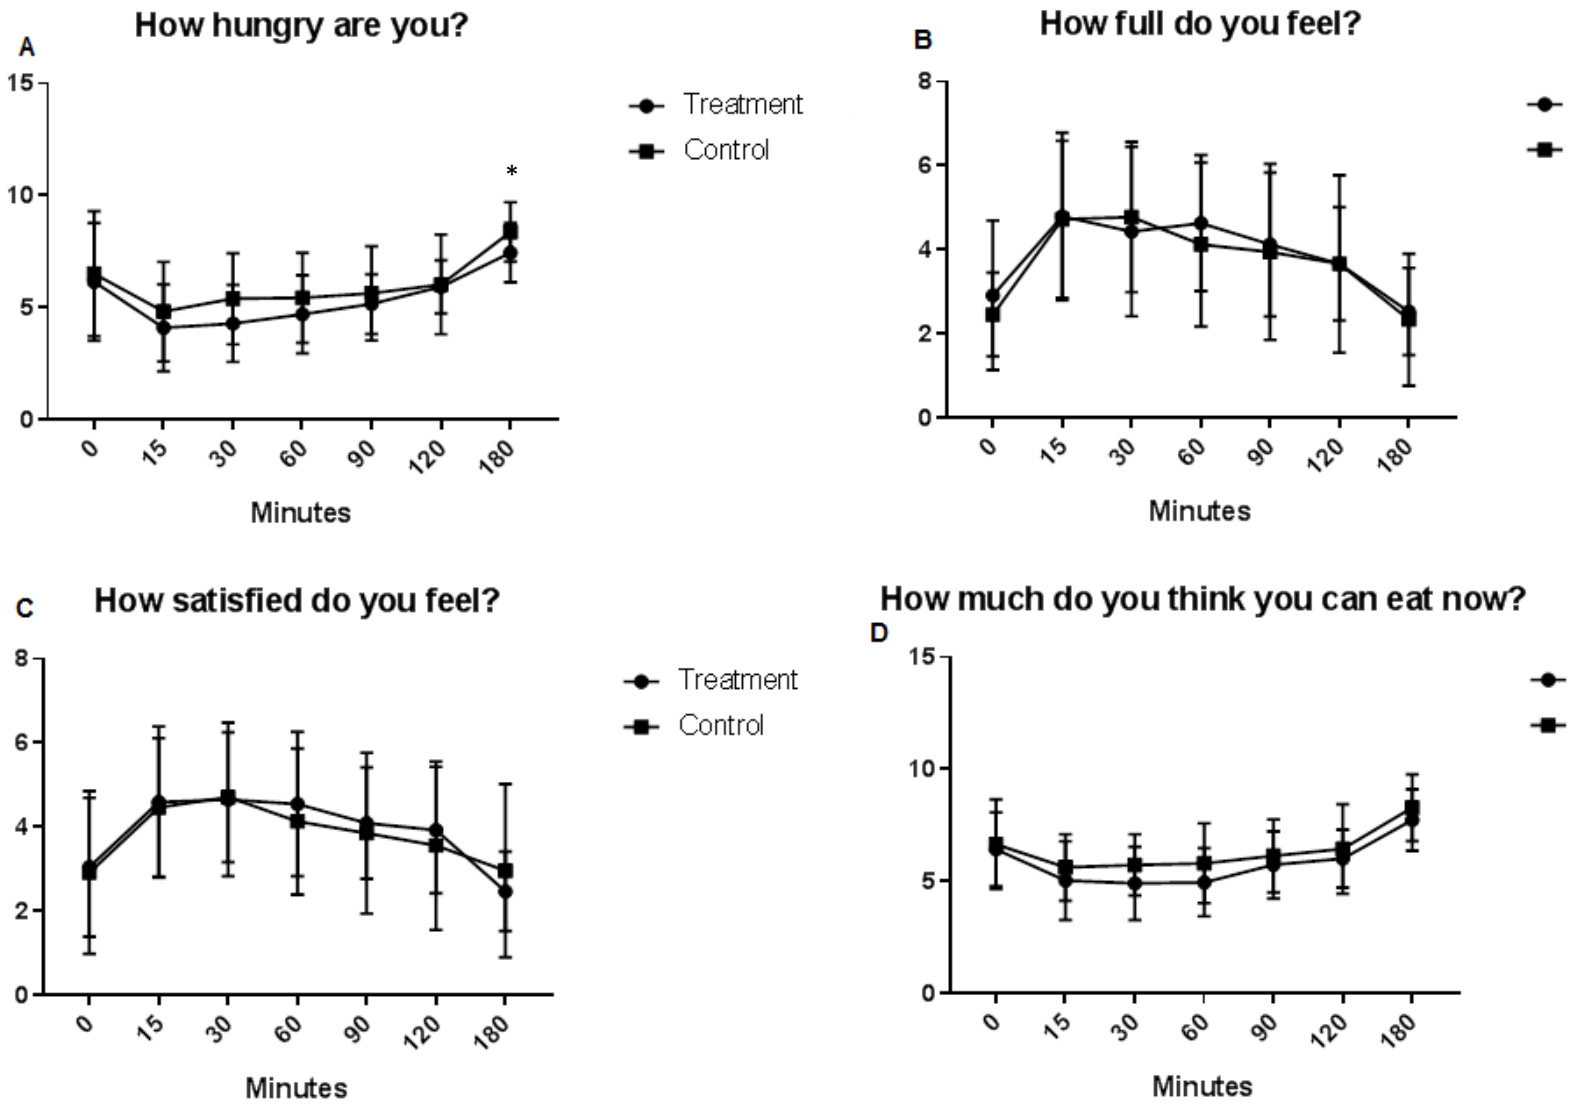 How hungry are you?
A
15
10
5
0
*
0 15 30 60 90 120 180
Minutes
Treatment
Control
How full do you feel?
B
8
6
4
2
0
0 15 30 60 90 120 180
Minutes
How satisfied do you feel?
C
8
6
4
2
0
0 15 30 60 90 120 180
Minutes
Treatment
Control
How much do you think you can eat now?
D
15
10
5
0
0 15 30 60 90 120 180
Minutes